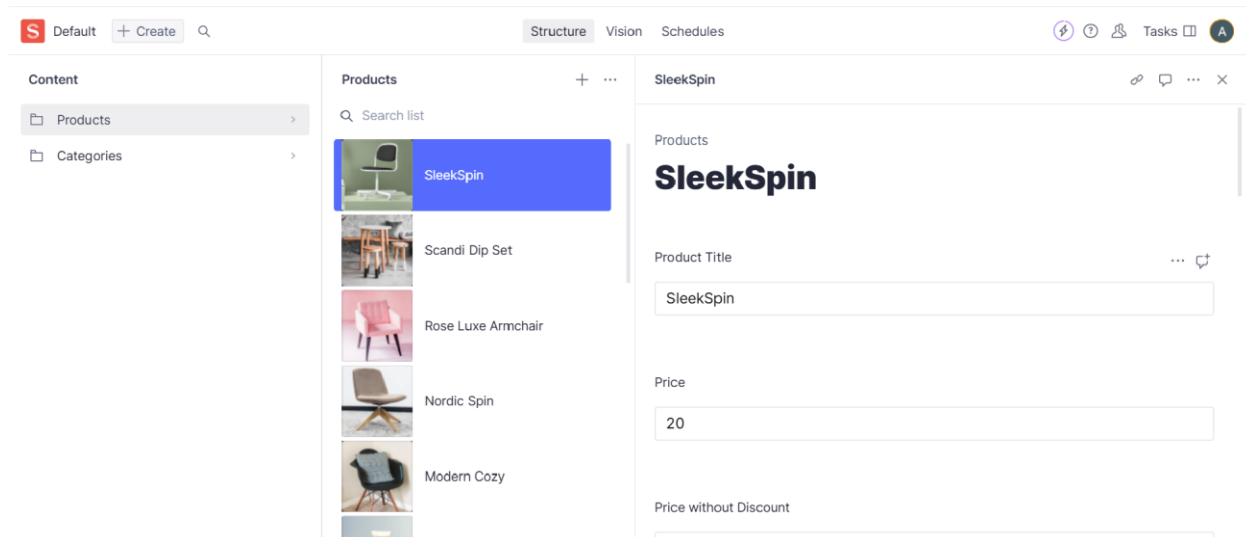 S Default + Create
Structure Vision Schedules
Tasks A
Content
Products
Categories
Products
Search list
SleekSpin
Scandi Dip Set
Rose Luxe Armchair
Nordic Spin
Modern Cozy
SleekSpin
Products
SleekSpin
Product Title
SleekSpin
Price
20
Price without Discount